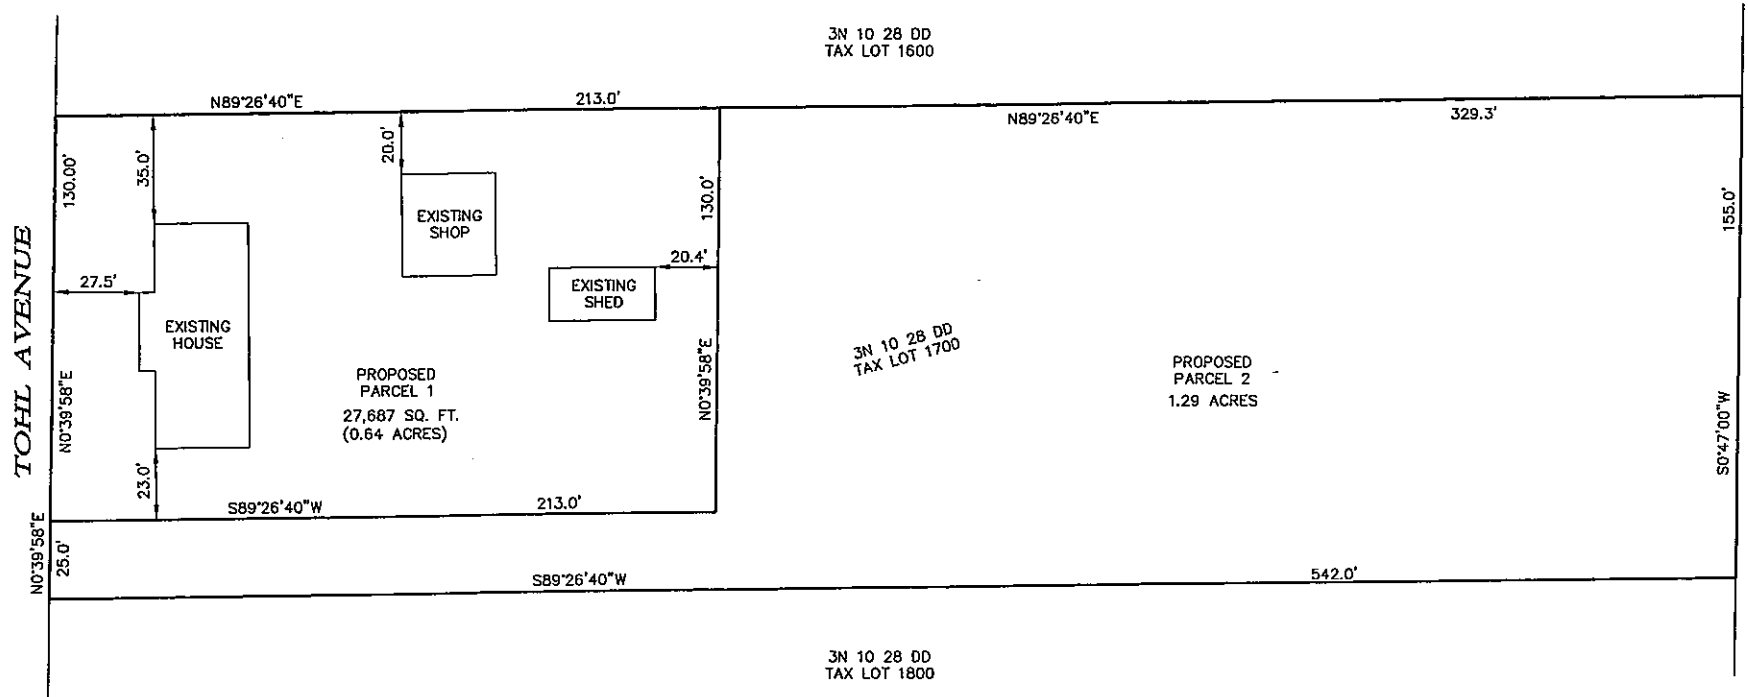 3N 10 28 DD
TAX LOT 1600
N89°26'40"E
213.0'
N89°26'40"E
329.3'
130.00'
35.0'
20.0'
130.0'
155.0'
EXISTING
SHOP
TOHL AVENUE
27.5'
20.4'
EXISTING
SHED
EXISTING
HOUSE
3N 10 28 DD
TAX LOT 1700
PROPOSED
PARCEL 1
27,687 SQ. FT.
(0.64 ACRES)
PROPOSED
PARCEL 2
1.29 ACRES
N0°39'58"E
N0°39'58"E
S0°47'00"W
23.0'
S89°26'40"W
213.0'
N0°39'58"E
25.0'
S89°26'40"W
542.0'
3N 10 28 DD
TAX LOT 1800